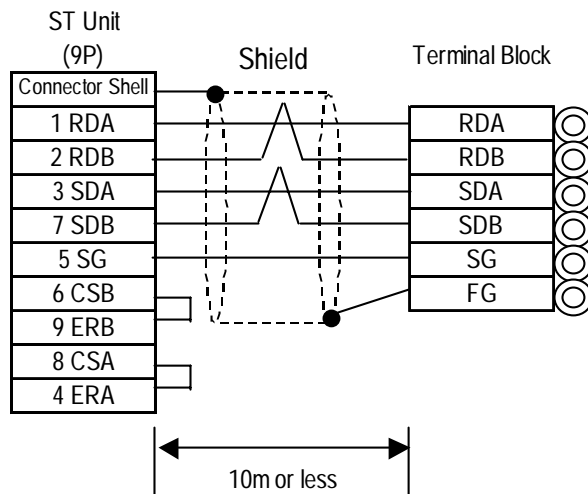 ST Unit
(9P)
Shield
Terminal Block
Connector Shell
1 RDA
2 RDB
3 SDA
7 SDB
5 SG
6 CSB
9 ERB
8 CSA
4 ERA
RDA
RDB
SDA
SDB
SG
FG
10m or less